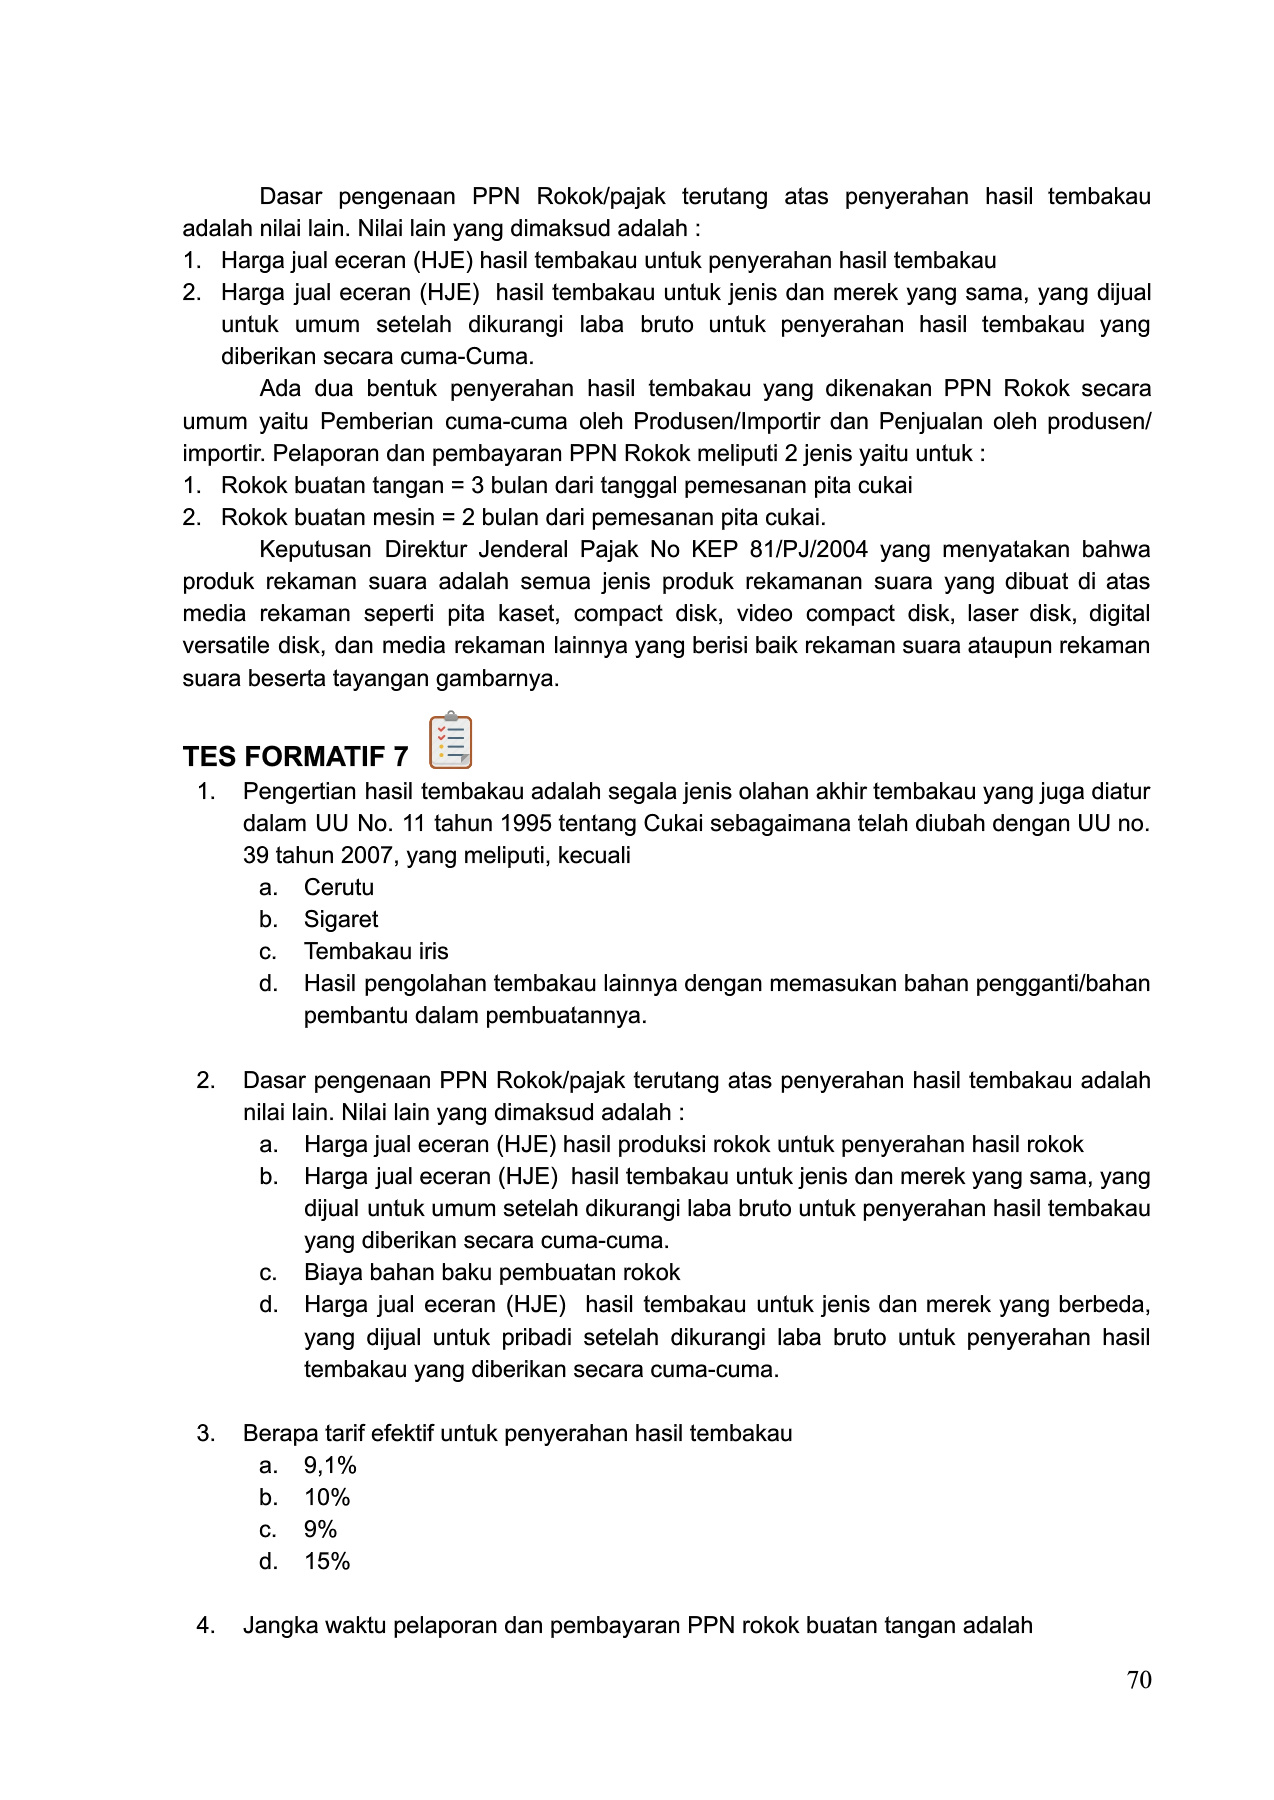 Dasar pengenaan PPN Rokok/pajak terutang atas penyerahan hasil tembakau
adalah nilai lain. Nilai lain yang dimaksud adalah :
1. Harga jual eceran (HJE) hasil tembakau untuk penyerahan hasil tembakau
2. Harga jual eceran (HJE) hasil tembakau untuk jenis dan merek yang sama, yang dijual
untuk umum setelah dikurangi laba bruto untuk penyerahan hasil tembakau yang
diberikan secara cuma-Cuma.
Ada dua bentuk penyerahan hasil tembakau yang dikenakan PPN Rokok secara
umum yaitu Pemberian cuma-cuma oleh Produsen/Importir dan Penjualan oleh produsen/
importir. Pelaporan dan pembayaran PPN Rokok meliputi 2 jenis yaitu untuk :
1. Rokok buatan tangan = 3 bulan dari tanggal pemesanan pita cukai
2. Rokok buatan mesin = 2 bulan dari pemesanan pita cukai.
Keputusan Direktur Jenderal Pajak No KEP 81/PJ/2004 yang menyatakan bahwa
produk rekaman suara adalah semua jenis produk rekamanan suara yang dibuat di atas
media rekaman seperti pita kaset, compact disk, video compact disk, laser disk, digital
versatile disk, dan media rekaman lainnya yang berisi baik rekaman suara ataupun rekaman
suara beserta tayangan gambarnya.
TES FORMATIF 7
1. Pengertian hasil tembakau adalah segala jenis olahan akhir tembakau yang juga diatur
dalam UU No. 11 tahun 1995 tentang Cukai sebagaimana telah diubah dengan UU no.
39 tahun 2007, yang meliputi, kecuali
a. Cerutu
b. Sigaret
c. Tembakau iris
d. Hasil pengolahan tembakau lainnya dengan memasukan bahan pengganti/bahan
pembantu dalam pembuatannya.
2. Dasar pengenaan PPN Rokok/pajak terutang atas penyerahan hasil tembakau adalah
nilai lain. Nilai lain yang dimaksud adalah :
a. Harga jual eceran (HJE) hasil produksi rokok untuk penyerahan hasil rokok
b. Harga jual eceran (HJE) hasil tembakau untuk jenis dan merek yang sama, yang
dijual untuk umum setelah dikurangi laba bruto untuk penyerahan hasil tembakau
yang diberikan secara cuma-cuma.
c. Biaya bahan baku pembuatan rokok
d. Harga jual eceran (HJE) hasil tembakau untuk jenis dan merek yang berbeda,
yang dijual untuk pribadi setelah dikurangi laba bruto untuk penyerahan hasil
tembakau yang diberikan secara cuma-cuma.
3. Berapa tarif efektif untuk penyerahan hasil tembakau
a. 9,1%
b. 10%
c. 9%
d. 15%
4. Jangka waktu pelaporan dan pembayaran PPN rokok buatan tangan adalah
70